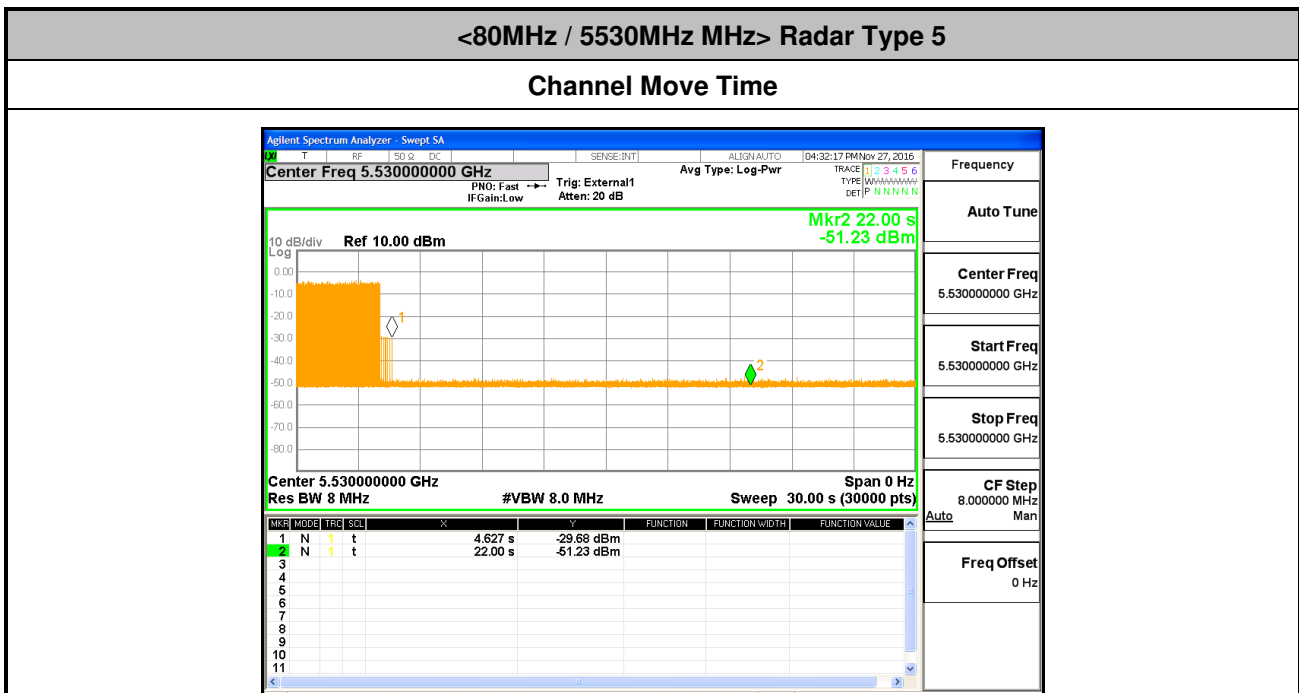 <80MHz / 5530MHz MHz> Radar Type 5
Channel Move Time
Agilent Spectrum Analyzer - Swept SA
LXI T RF 50 Ω DC SENSE:INT ALIGN AUTO 04:32:17 PM Nov 27, 2016
Center Freq 5.530000000 GHz
PNO: Fast
IFGain:Low
Trig: External1
Atten: 20 dB
Avg Type: Log-Pwr
TRACE 1 2 3 4 5 6
TYPE WWWWWW
DET P N N N N N
Mkr2 22.00 s
-51.23 dBm
10 dB/div Ref 10.00 dBm
Log
0.00
-10.0
-20.0
-30.0
-40.0
-50.0
-60.0
-70.0
-80.0
1
2
Center 5.530000000 GHz Span 0 Hz
Res BW 8 MHz #VBW 8.0 MHz Sweep 30.00 s (30000 pts)
MKR MODE TRC SCL X Y FUNCTION FUNCTION WIDTH FUNCTION VALUE
1 N 1 t 4.627 s -29.68 dBm
2 N 1 t 22.00 s -51.23 dBm
3
4
5
6
7
8
9
10
11
Frequency
Auto Tune
Center Freq
5.530000000 GHz
Start Freq
5.530000000 GHz
Stop Freq
5.530000000 GHz
CF Step
8.000000 MHz
Auto Man
Freq Offset
0 Hz